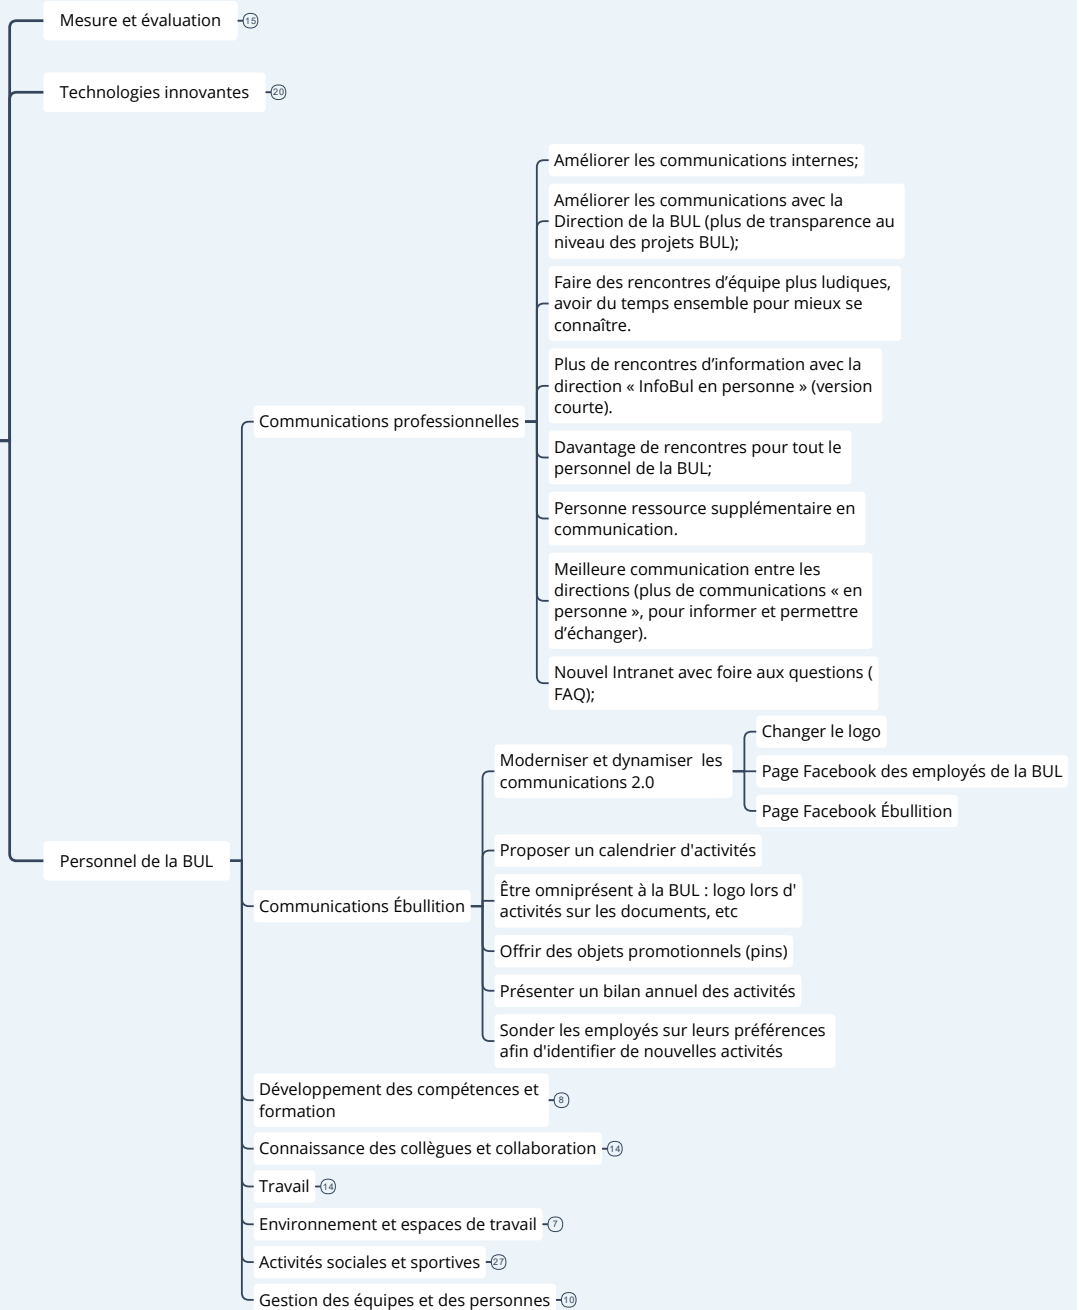 Mesure et évaluation
15
Technologies innovantes
20
Améliorer les communications internes;
Améliorer les communications avec la
Direction de la BUL (plus de transparence au
niveau des projets BUL);
Faire des rencontres d’équipe plus ludiques,
avoir du temps ensemble pour mieux se
connaître.
Plus de rencontres d’information avec la
direction « InfoBul en personne » (version
courte).
Communications professionnelles
Davantage de rencontres pour tout le
personnel de la BUL;
Personne ressource supplémentaire en
communication.
Meilleure communication entre les
directions (plus de communications « en
personne », pour informer et permettre
d’échanger).
Nouvel Intranet avec foire aux questions (
FAQ);
Changer le logo
Moderniser et dynamiser  les
communications 2.0
Page Facebook des employés de la BUL
Page Facebook Ébullition
Proposer un calendrier d'activités
Personnel de la BUL
Être omniprésent à la BUL : logo lors d'
activités sur les documents, etc
Communications Ébullition
Offrir des objets promotionnels (pins)
Présenter un bilan annuel des activités
Sonder les employés sur leurs préférences
afin d'identifier de nouvelles activités
Développement des compétences et
formation
8
Connaissance des collègues et collaboration
14
Travail
14
Environnement et espaces de travail
7
Activités sociales et sportives
27
Gestion des équipes et des personnes
10